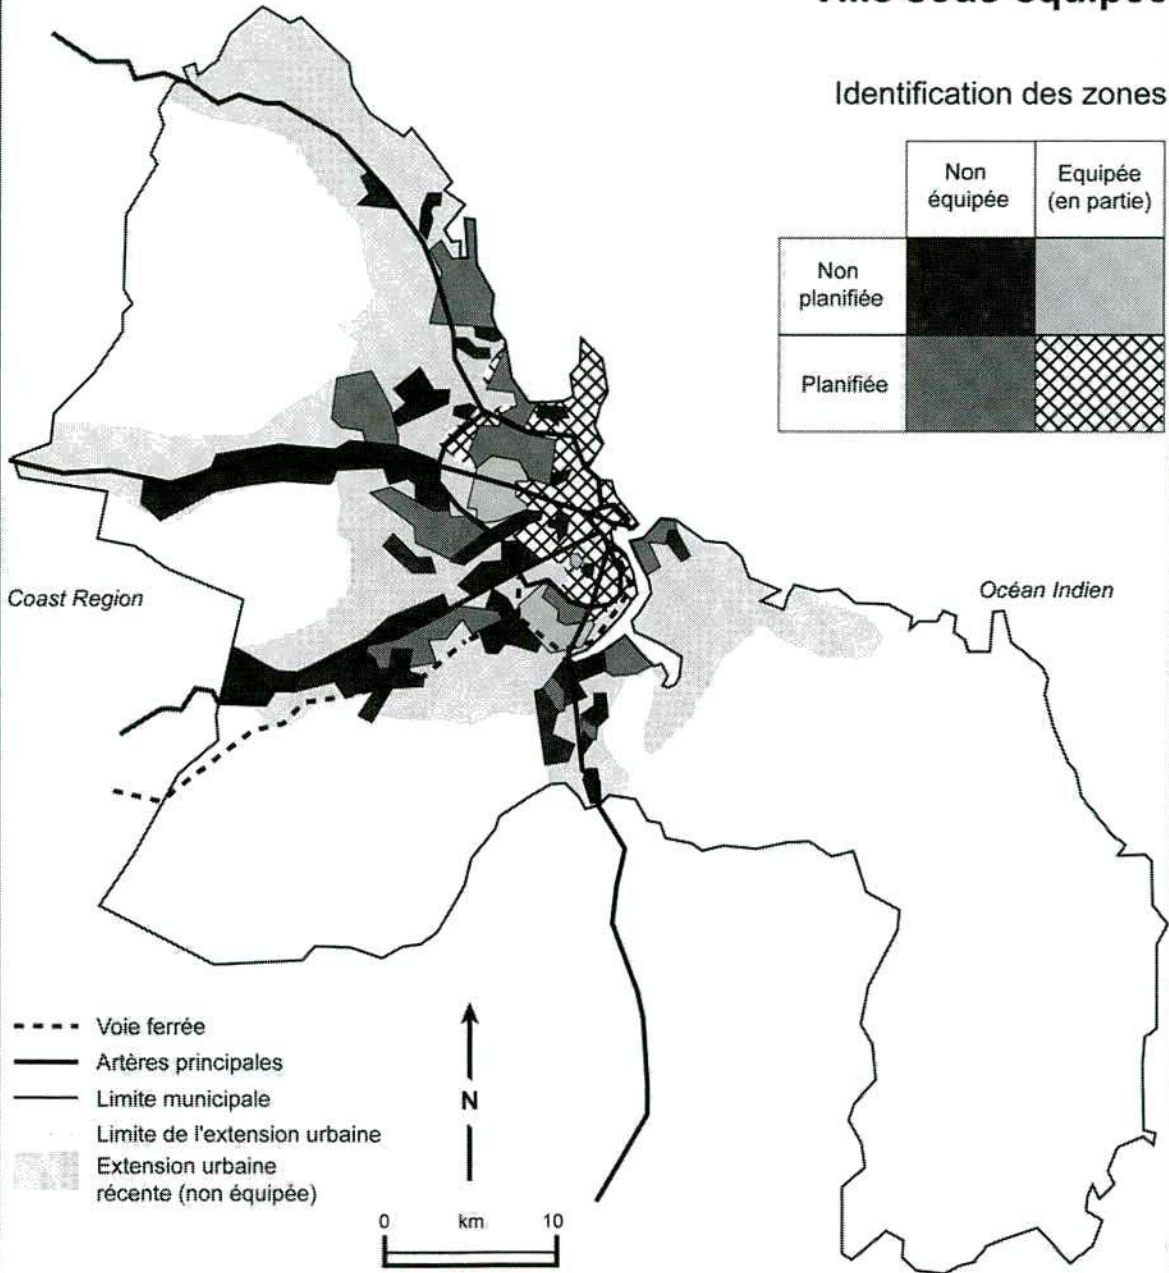 Identification des zones
Non
équipée
Equipée
(en partie)
Non
planifiée
Planifiée
Coast Region
Océan Indien
Voie ferrée
Artères principales
Limite municipale
Limite de l'extension urbaine
Extension urbaine
récente (non équipée)
N
0 km 10